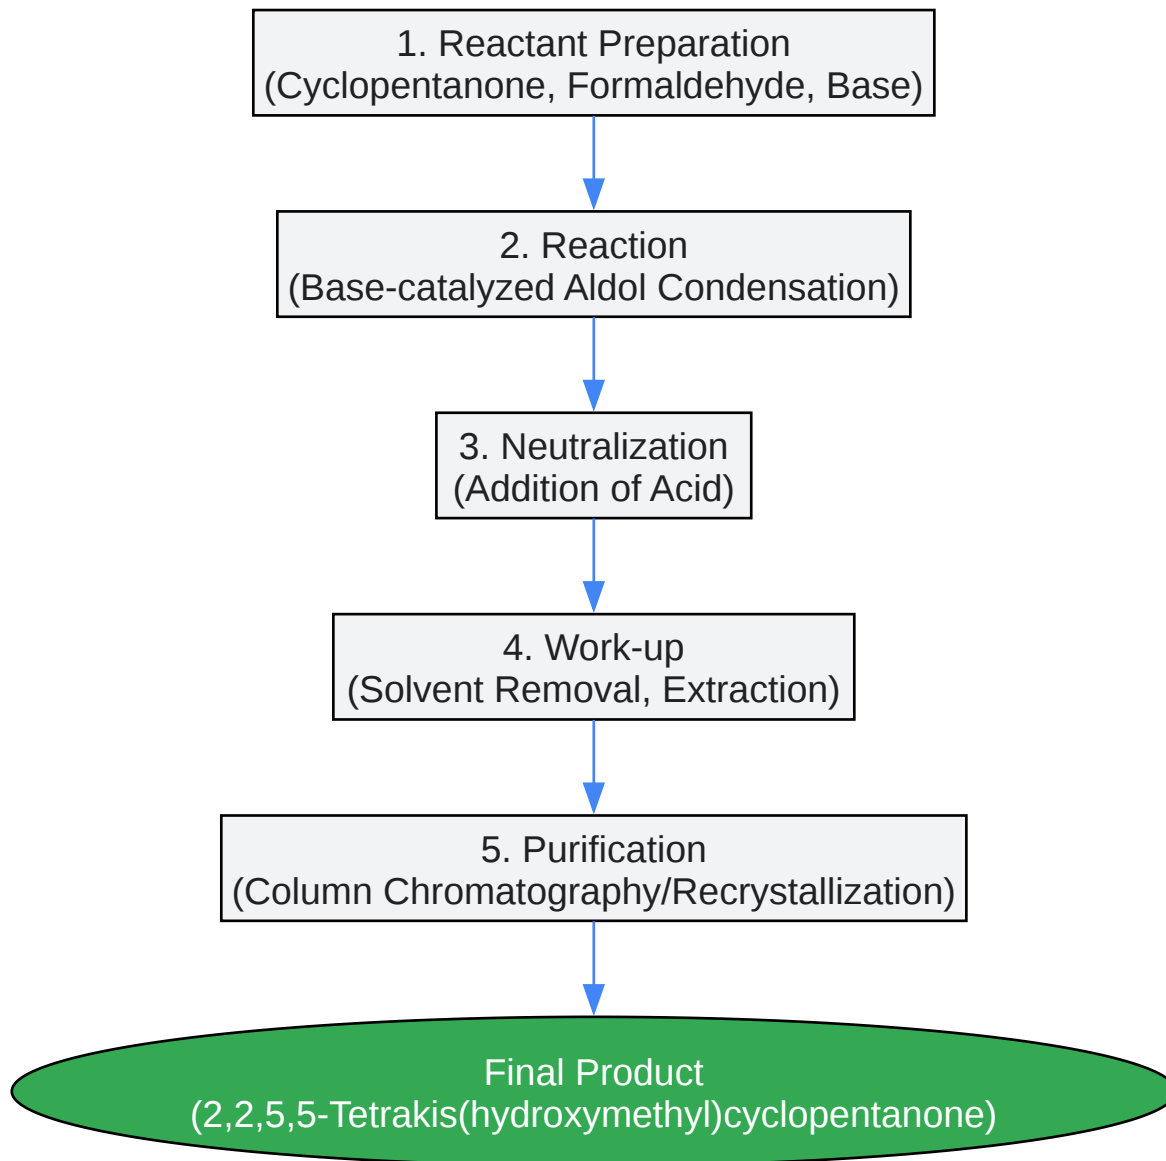 1. Reactant Preparation
(Cyclopentanone, Formaldehyde, Base)
2. Reaction
(Base-catalyzed Aldol Condensation)
3. Neutralization
(Addition of Acid)
4. Work-up
(Solvent Removal, Extraction)
5. Purification
(Column Chromatography/Recrystallization)
Final Product
(2,2,5,5-Tetrakis(hydroxymethyl)cyclopentanone)